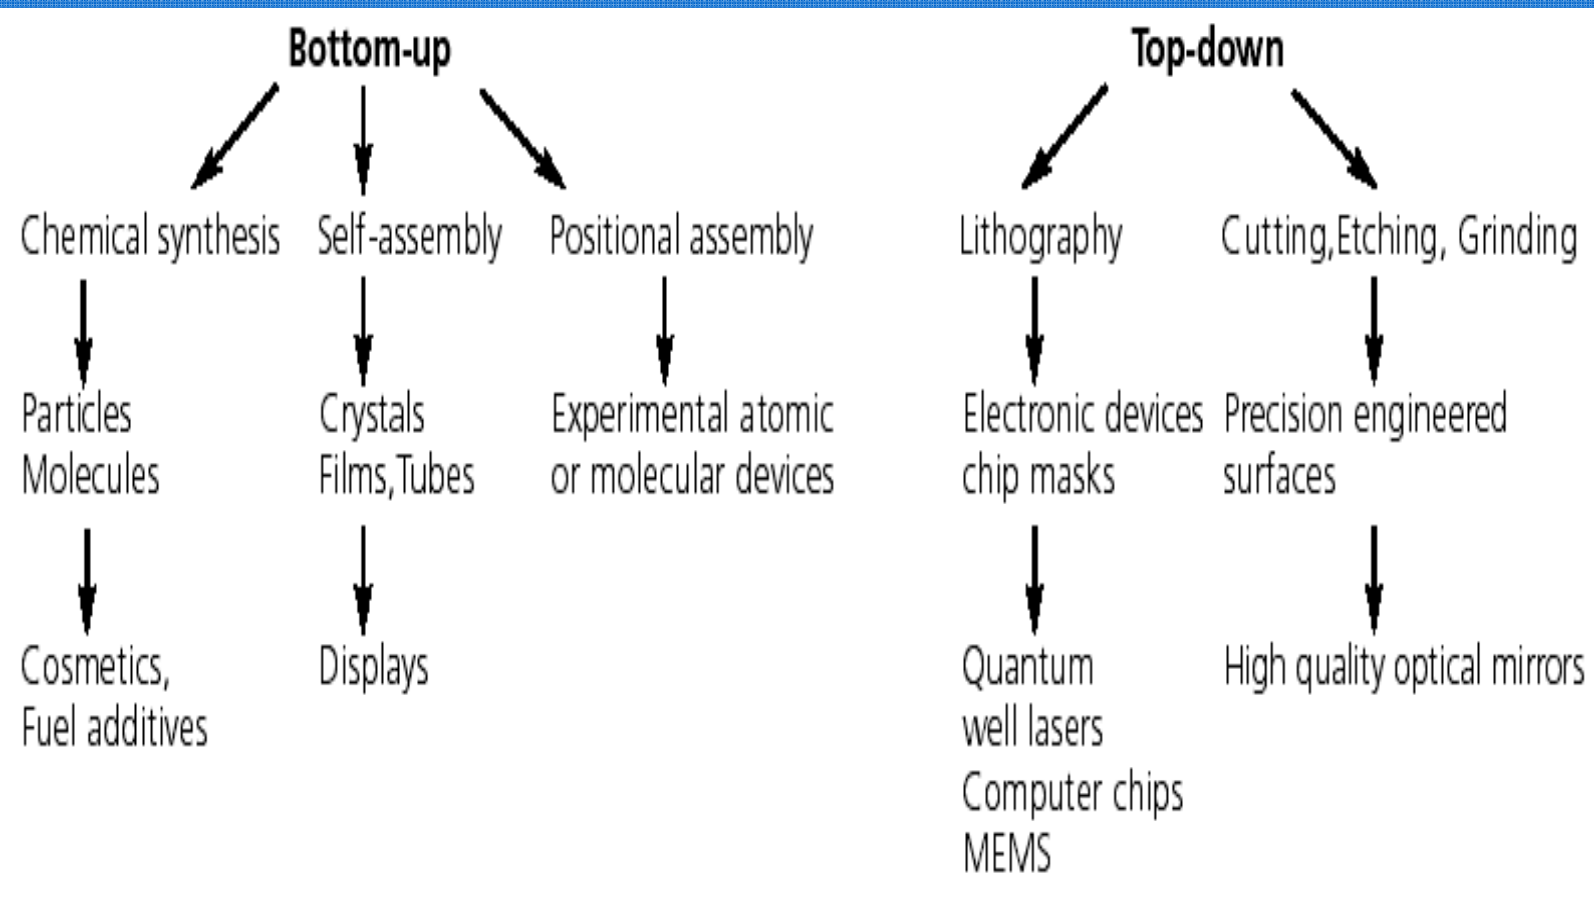 Bottom-up
Top-down
Chemical synthesis
Self-assembly
Positional assembly
Lithography
Cutting,Etching, Grinding
Particles
Molecules
Crystals
Films,Tubes
Experimental atomic
or molecular devices
Electronic devices
chip masks
Precision engineered
surfaces
Cosmetics,
Fuel additives
Displays
Quantum
well lasers
Computer chips
MEMS
High quality optical mirrors